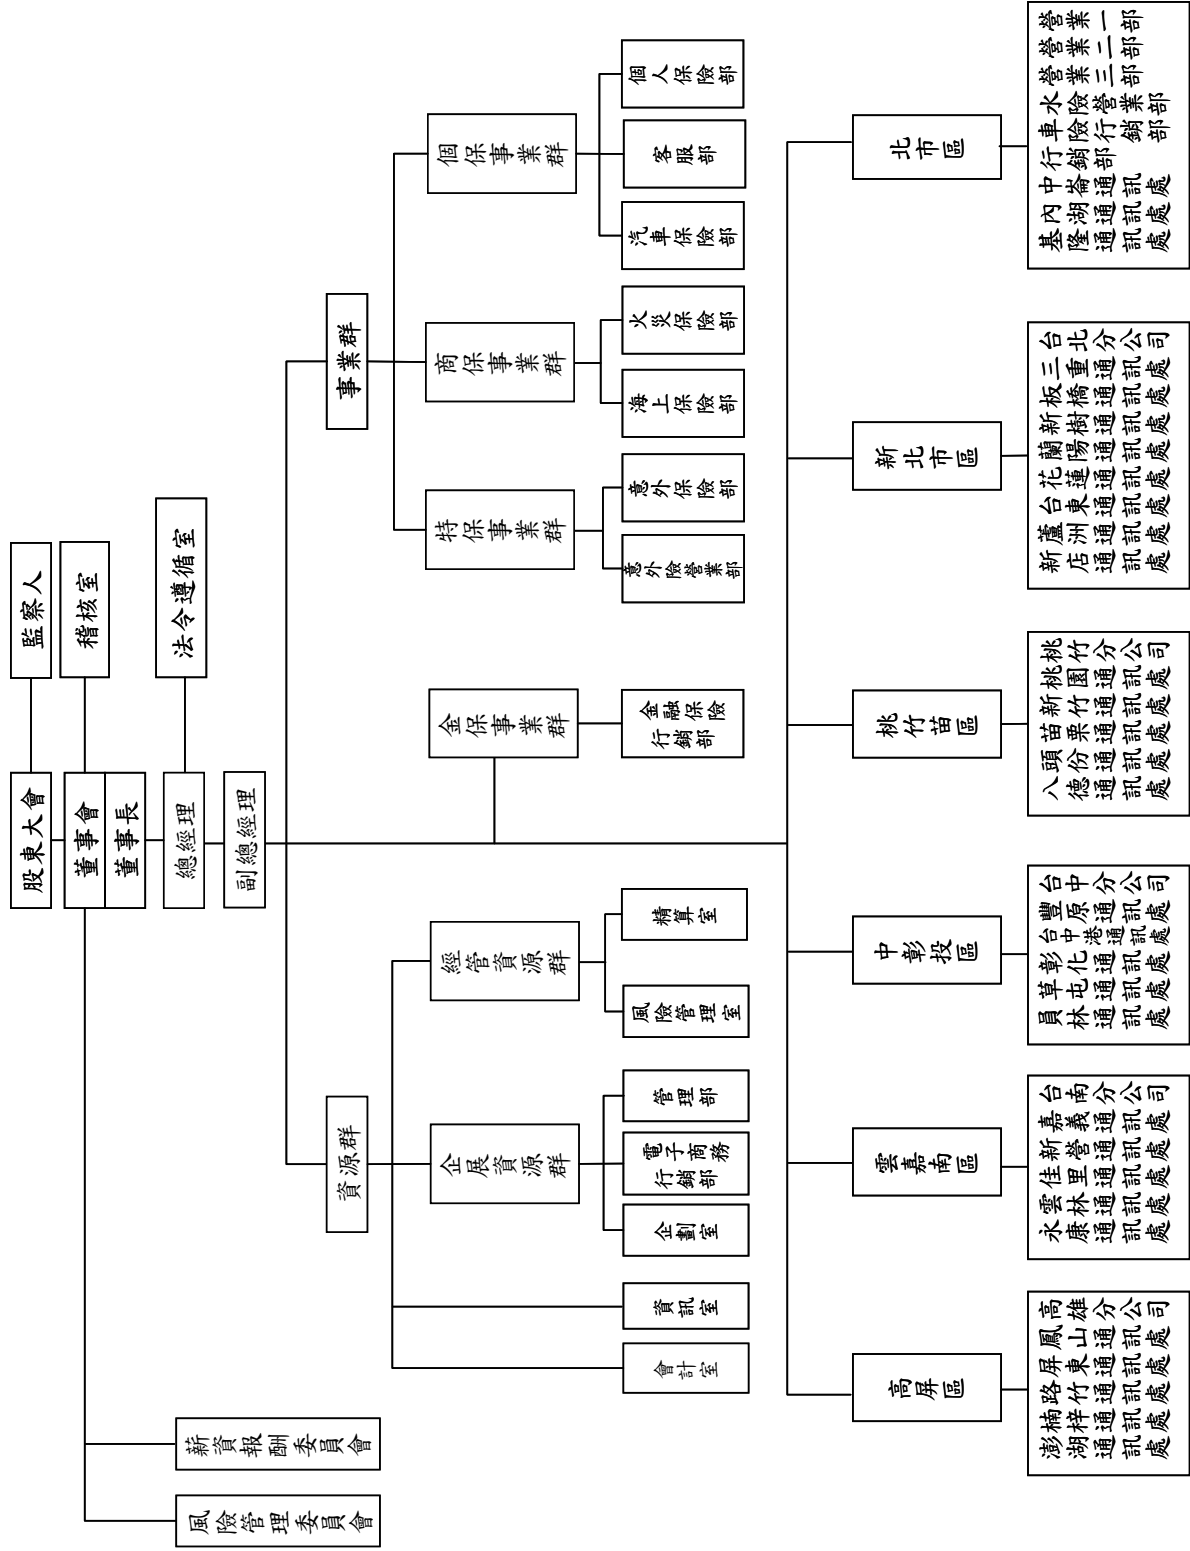 股東大會
監察人
董事會
稽核室
董事長
總經理
法令遵循室
副總經理
風險管理委員會
薪資報酬委員會
資源群
事業群
企展資源群
經管資源群
金保事業群
特保事業群
商保事業群
個保事業群
會計室
資訊室
企劃室
電子商務
行銷部
管理部
風險管理室
精算室
金融保險
行銷部
意外險營業部
意外保險部
海上保險部
火災保險部
汽車保險部
客服部
個人保險部
高屏區
雲嘉南區
中彰投區
桃竹苗區
新北市區
北市區
高雄分公司
鳳山通訊處
屏東通訊處
路竹通訊處
楠梓通訊處
澎湖通訊處
台南分公司
嘉義通訊處
新營通訊處
佳里通訊處
雲林通訊處
永康通訊處
台中分公司
豐原通訊處
台中港通訊處
彰化通訊處
草屯通訊處
員林通訊處
桃竹分公司
桃園通訊處
新竹通訊處
苗栗通訊處
頭份通訊處
八德通訊處
台北分公司
三重通訊處
板橋通訊處
新樹通訊處
蘭陽通訊處
花蓮通訊處
台東通訊處
蘆洲通訊處
新店通訊處
營業一部
營業二部
營業三部
水險營業部
車險行銷部
行銷部
中崙通訊處
內湖通訊處
基隆通訊處